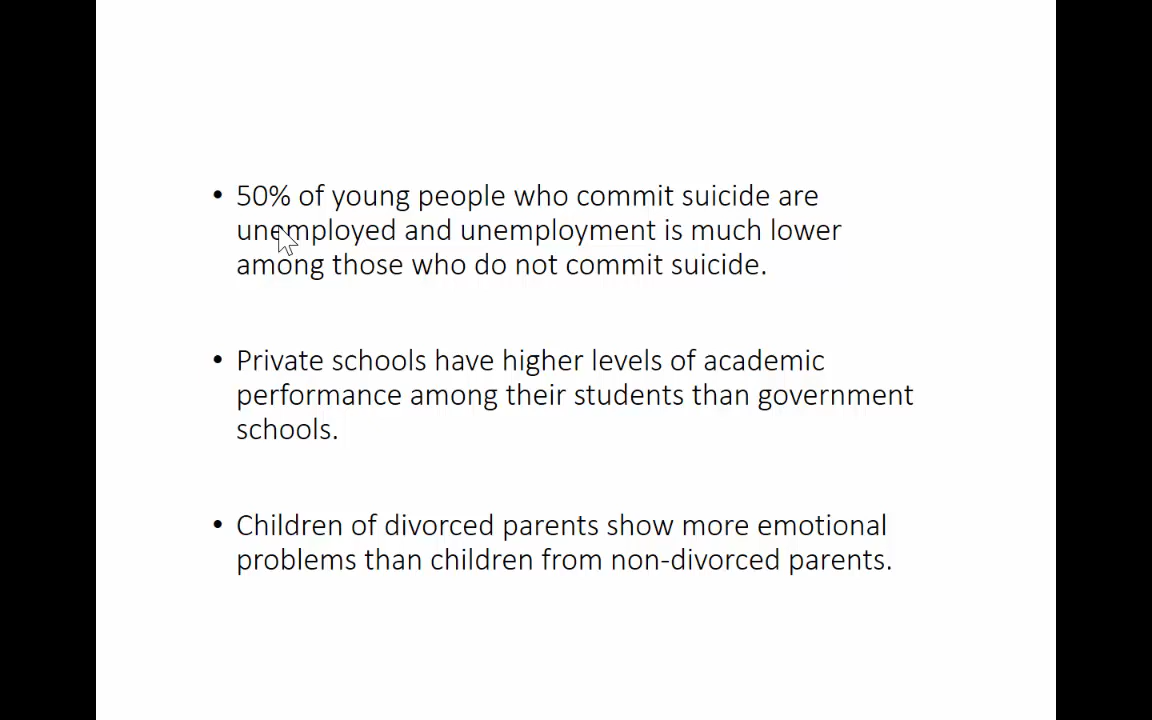 • 50% of young people who commit suicide are
unemployed and unemployment is much lower
among those who do not commit suicide.
• Private schools have higher levels of academic
performance among their students than government
schools.
• Children of divorced parents show more emotional
problems than children from non-divorced parents.